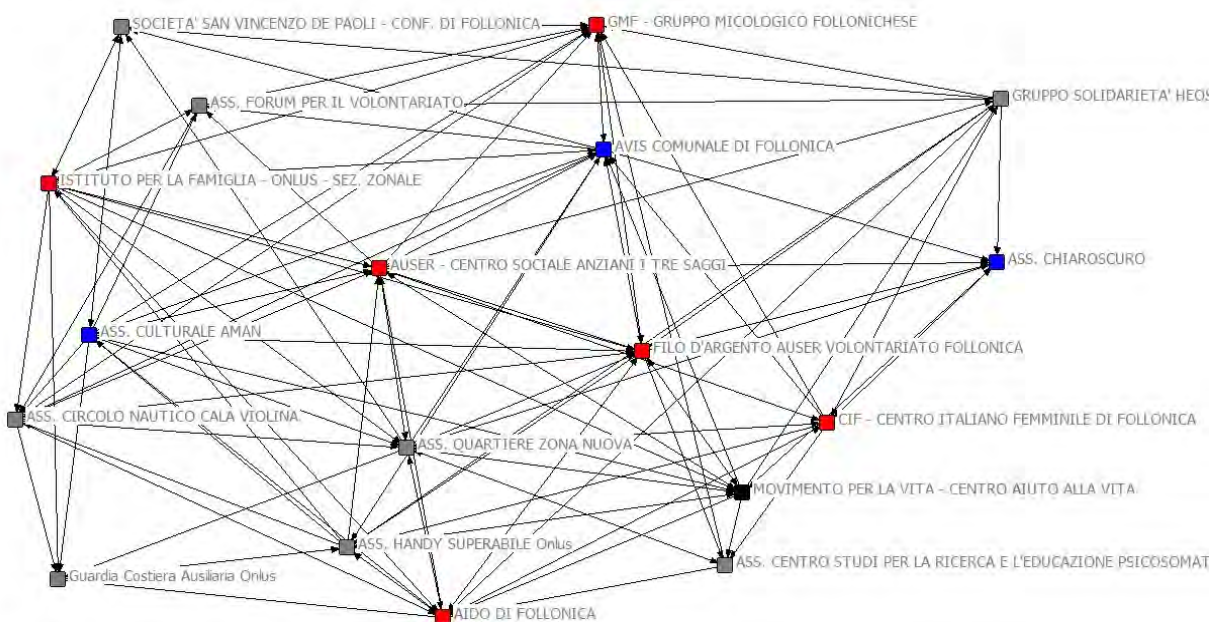 SOCIETA' SAN VINCENZO DE PAOLI - CONF. DI FOLLONICA
GMF - GRUPPO MICOLOGICO FOLLONICHESE
ASS. FORUM PER IL VOLONTARIATO
GRUPPO SOLIDARIETA' HEOS
AVIS COMUNALE DI FOLLONICA
ISTITUTO PER LA FAMIGLIA - ONLUS - SEZ. ZONALE
AUSER - CENTRO SOCIALE ANZIANI I TRE SAGGI
ASS. CHIAROSCURO
ASS. CULTURALE AMAN
FILO D'ARGENTO AUSER VOLONTARIATO FOLLONICA
ASS. CIRCOLO NAUTICO CALA VIOLINA
CIF - CENTRO ITALIANO FEMMINILE DI FOLLONICA
ASS. QUARTIERE ZONA NUOVA
MOVIMENTO PER LA VITA - CENTRO AIUTO ALLA VITA
ASS. HANDY SUPERABILE Onlus
ASS. CENTRO STUDI PER LA RICERCA E L'EDUCAZIONE PSICOSOMAT
Guardia Costiera Ausiliaria Onlus
AIDO DI FOLLONICA